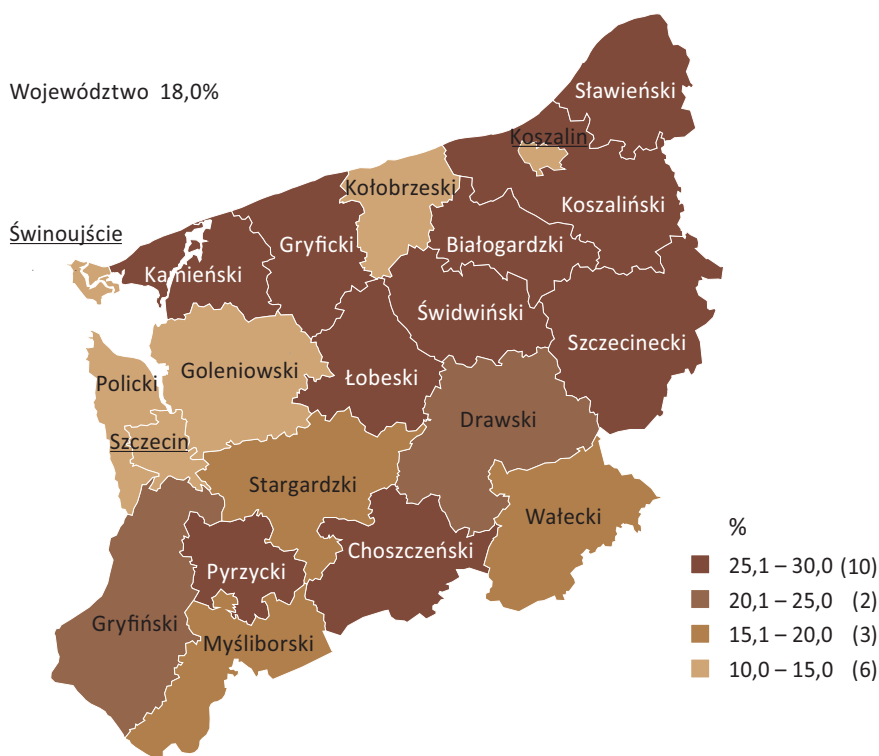 Sławieński
Województwo 18,0%
Koszalin
Kołobrzeski
Koszaliński
Świnoujście
Gryficki
Białogardzki
Kamieński
Świdwiński
Szczecinecki
Goleniowski
Łobeski
Policki
Drawski
Szczecin
Stargardzki
Wałecki
Choszczeński
Pyrzycki
Gryfiński
Myśliborski
%
25,1 – 30,0 (10)
20,1 – 25,0 (2)
15,1 – 20,0 (3)
10,0 – 15,0 (6)